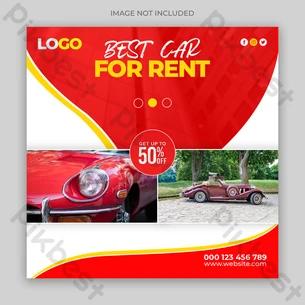 IMAGE NOT INCLUDED
LOGO
BEST CAR
FOR RENT
GET UP TO
50%
OFF
000 123 456 789
www.website.com
pikbest